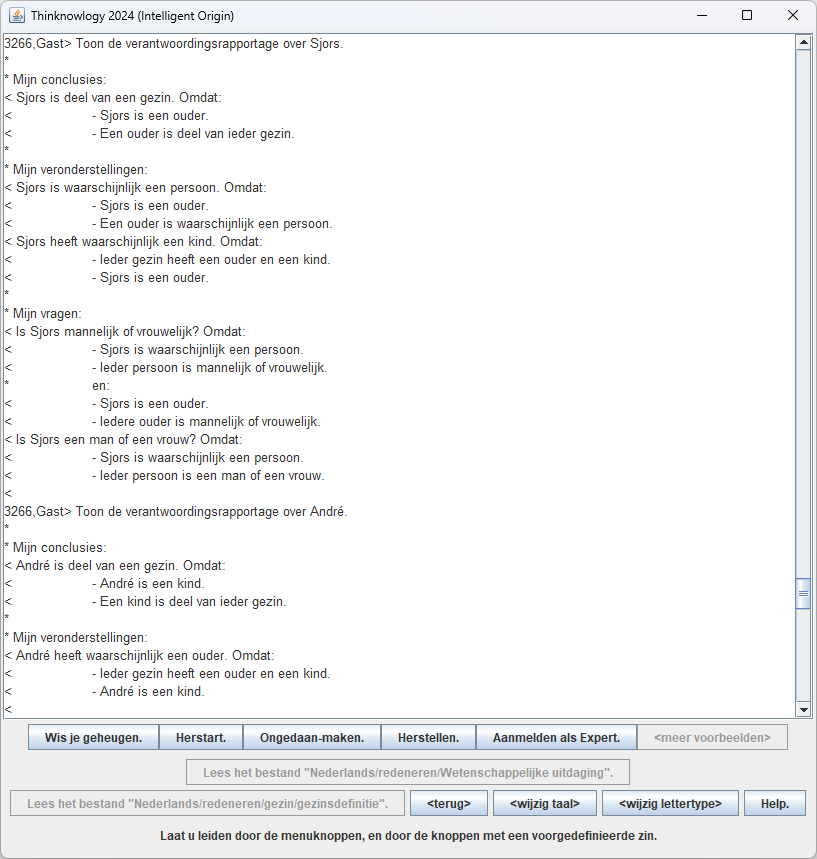 Thinknowlogy 2024 (Intelligent Origin)
3266,Gast> Toon de verantwoordingsrapportage over Sjors.
*
* Mijn conclusies:
< Sjors is deel van een gezin. Omdat:
< - Sjors is een ouder.
< - Een ouder is deel van ieder gezin.
*
* Mijn veronderstellingen:
< Sjors is waarschijnlijk een persoon. Omdat:
< - Sjors is een ouder.
< - Een ouder is waarschijnlijk een persoon.
< Sjors heeft waarschijnlijk een kind. Omdat:
< - Ieder gezin heeft een ouder en een kind.
< - Sjors is een ouder.
*
* Mijn vragen:
< Is Sjors mannelijk of vrouwelijk? Omdat:
< - Sjors is waarschijnlijk een persoon.
< - Ieder persoon is mannelijk of vrouwelijk.
* en:
< - Sjors is een ouder.
< - Iedere ouder is mannelijk of vrouwelijk.
< Is Sjors een man of een vrouw? Omdat:
< - Sjors is waarschijnlijk een persoon.
< - Ieder persoon is een man of een vrouw.
<
3266,Gast> Toon de verantwoordingsrapportage over André.
*
* Mijn conclusies:
< André is deel van een gezin. Omdat:
< - André is een kind.
< - Een kind is deel van ieder gezin.
*
* Mijn veronderstellingen:
< André heeft waarschijnlijk een ouder. Omdat:
< - Ieder gezin heeft een ouder en een kind.
< - André is een kind.
<
Wis je geheugen. Herstart. Ongedaan-maken. Herstellen. Aanmelden als Expert. <meer voorbeelden>
Lees het bestand "Nederlands/redeneren/Wetenschappelijke uitdaging".
Lees het bestand "Nederlands/redeneren/gezin/gezinsdefinitie". <terug> <wijzig taal> <wijzig lettertype> Help.
Laat u leiden door de menuknoppen, en door de knoppen met een voorgedefinieerde zin.